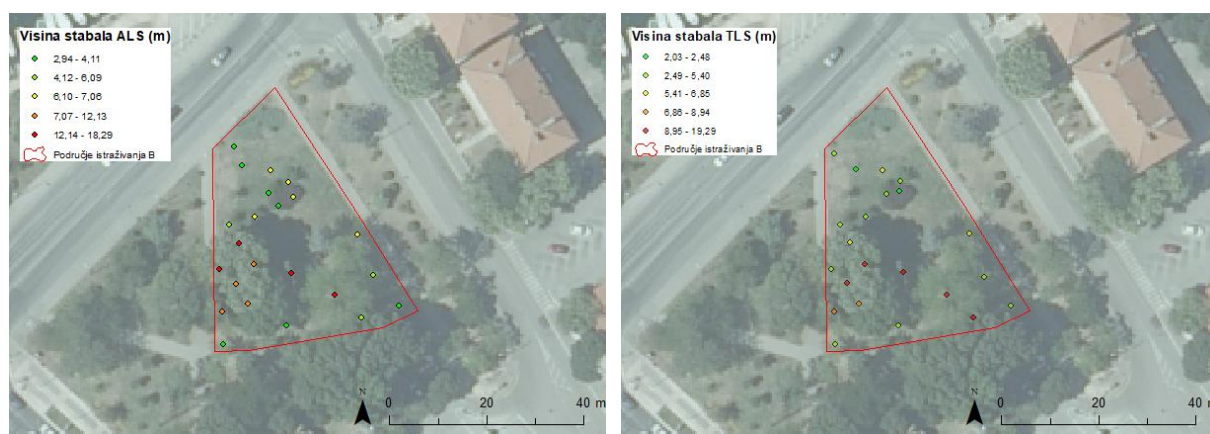 Visina stabala ALS (m)
2,94 - 4,11
4,12 - 6,09
6,10 - 7,06
7,07 - 12,13
12,14 - 18,29
Područje istraživanja B
N
0 20 40 m
Visina stabala TLS (m)
2,03 - 2,48
2,49 - 5,40
5,41 - 6,85
6,86 - 8,94
8,95 - 19,29
Područje istraživanja B
N
0 20 40 m